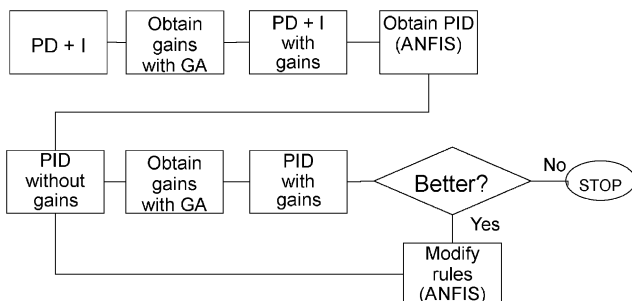 PD + I
Obtain
gains
with GA
PD + I
with
gains
Obtain PID
(ANFIS)
PID
without
gains
Obtain
gains
with GA
PID
with
gains
Better?
No
STOP
Yes
Modify
rules
(ANFIS)